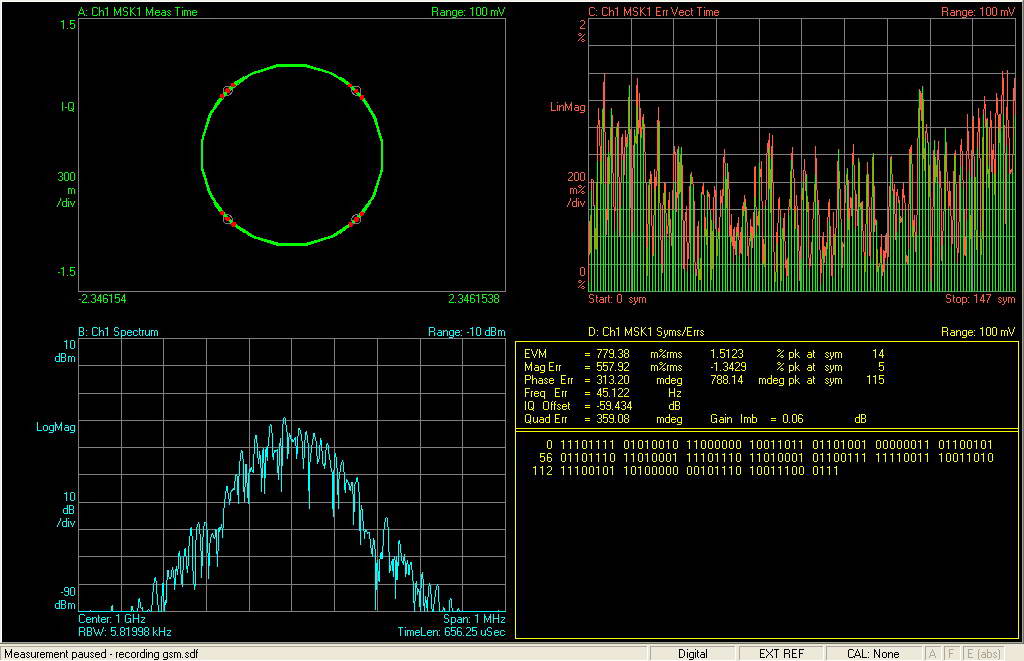 A: Ch1 MSK1 Meas Time Range: 100 mV
1.5
I-Q
300
m
/div
-1.5
-2.346154 2.3461538
C: Ch1 MSK1 Err Vect Time Range: 100 mV
2
%
LinMag
200
m%
/div
0
%
Start: 0 sym Stop: 147 sym
B: Ch1 Spectrum Range: -10 dBm
10
dBm
LogMag
10
dB
/div
-90
dBm
Center: 1 GHz Span: 1 MHz
RBW: 5.81998 kHz TimeLen: 656.25 uSec
D: Ch1 MSK1 Syms/Errs Range: 100 mV
EVM = 779.38 m%rms 1.5123 % pk at sym 14
Mag Err = 557.92 m%rms -1.3429 % pk at sym 5
Phase Err = 313.20 mdeg 788.14 mdeg pk at sym 115
Freq Err = 45.122 Hz
IQ Offset = -59.434 dB
Quad Err = 359.08 mdeg Gain Imb = 0.06 dB
0 11101111 01010010 11000000 10011011 01101001 00000011 01100101
56 01101110 11010001 11101110 11010001 01100111 11110011 10011010
112 11100101 10100000 00101110 10011100 0111
Measurement paused - recording gsm.sdf Digital EXT REF CAL: None A F E (abs)